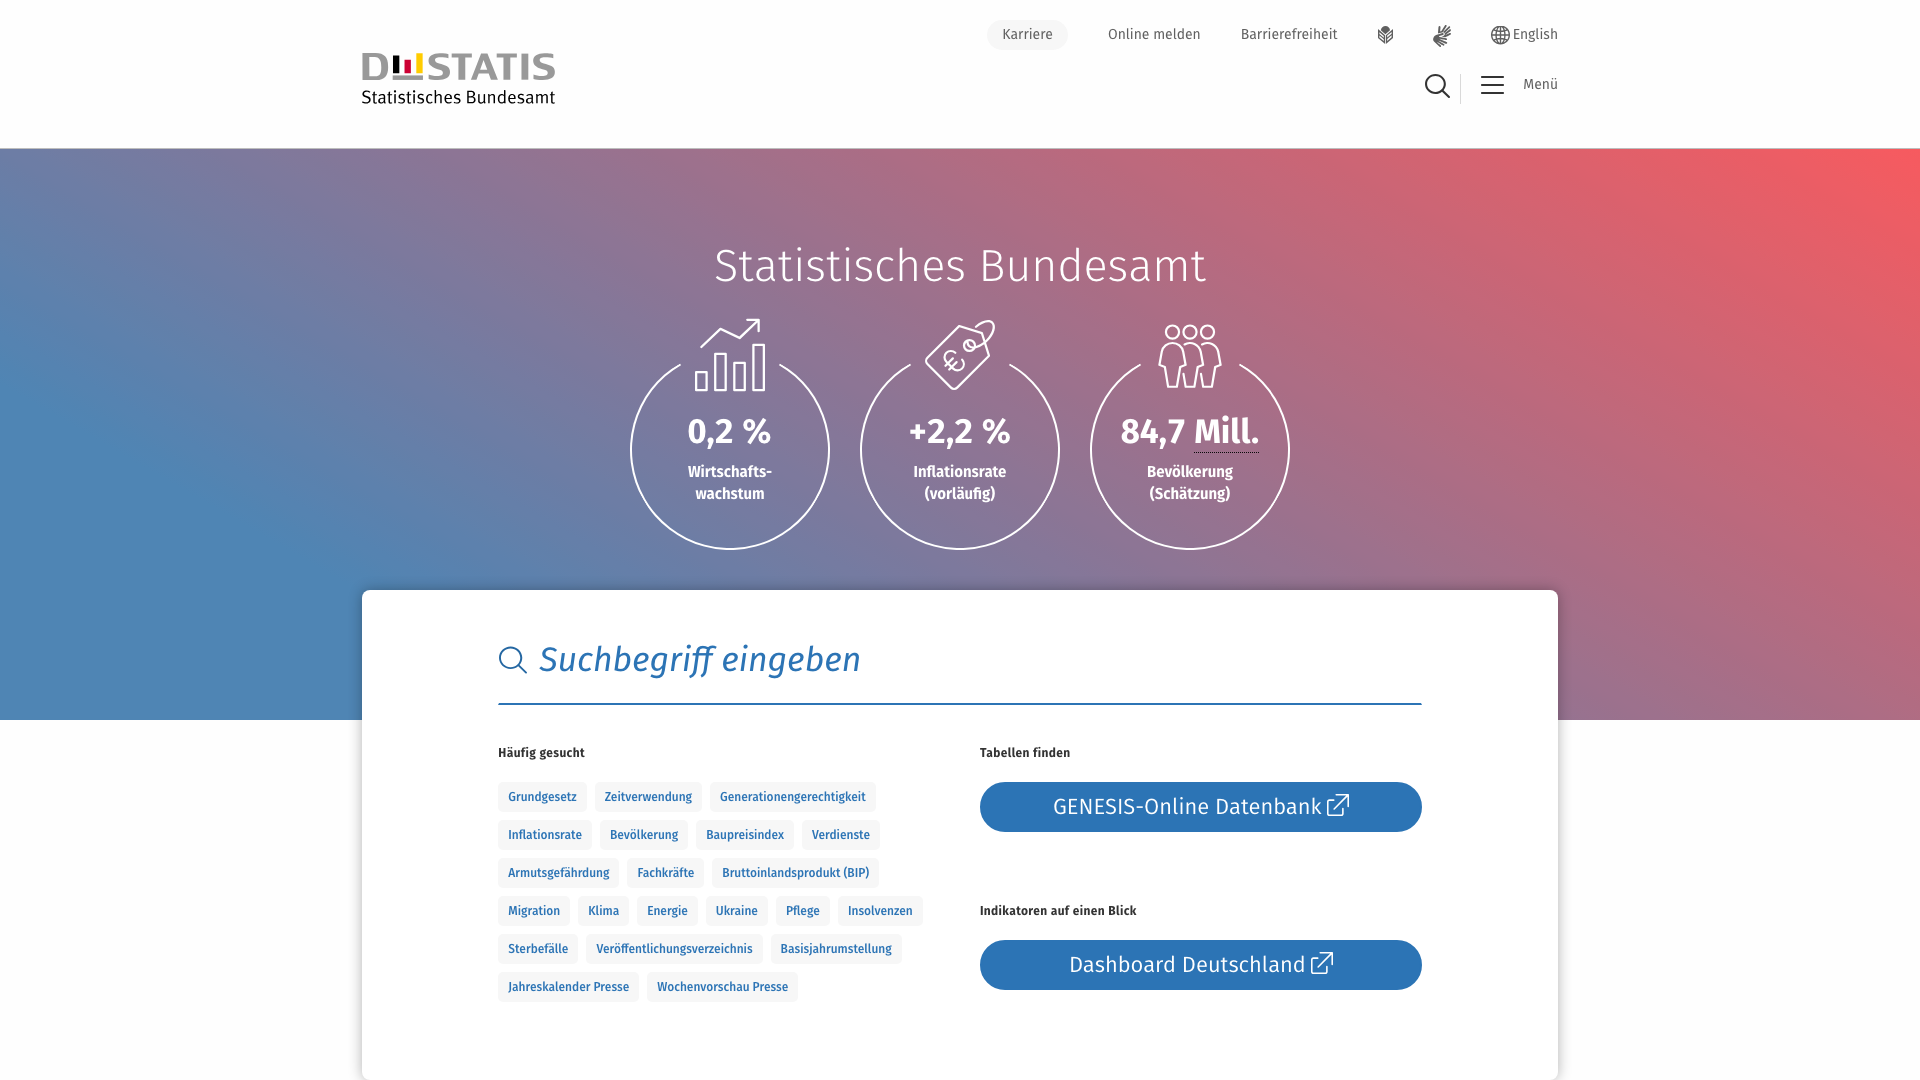 Karriere
Online melden
Barrierefreiheit
English
DESTATIS
Statistisches Bundesamt
Menü
Statistisches Bundesamt
0,2 %
Wirtschafts-
wachstum
+2,2 %
Inflationsrate
(vorläufig)
84,7 Mill.
Bevölkerung
(Schätzung)
Suchbegriff eingeben
Häufig gesucht
Grundgesetz Zeitverwendung Generationengerechtigkeit
Inflationsrate Bevölkerung Baupreisindex Verdienste
Armutsgefährdung Fachkräfte Bruttoinlandsprodukt (BIP)
Migration Klima Energie Ukraine Pflege Insolvenzen
Sterbefälle Veröffentlichungsverzeichnis Basisjahrumstellung
Jahreskalender Presse Wochenvorschau Presse
Tabellen finden
GENESIS-Online Datenbank
Indikatoren auf einen Blick
Dashboard Deutschland